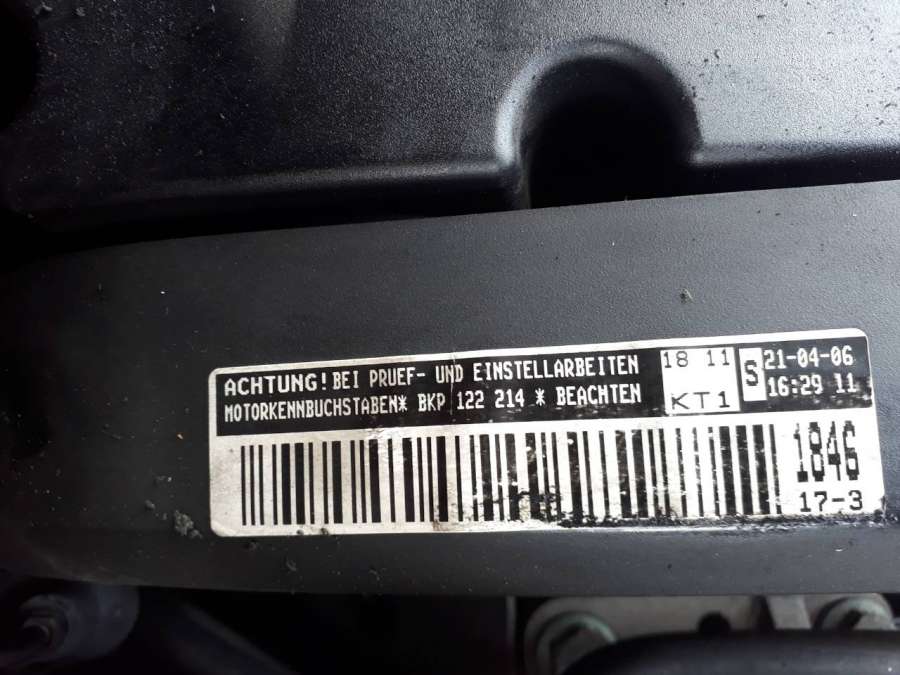 ACHTUNG! BEI PRUEF- UND EINSTELLARBEITEN
MOTORKENNBUCHSTABEN* BKP 122 214 * BEACHTEN
18 11
KT1
S
21-04-06
16:29 11
1846
17-3